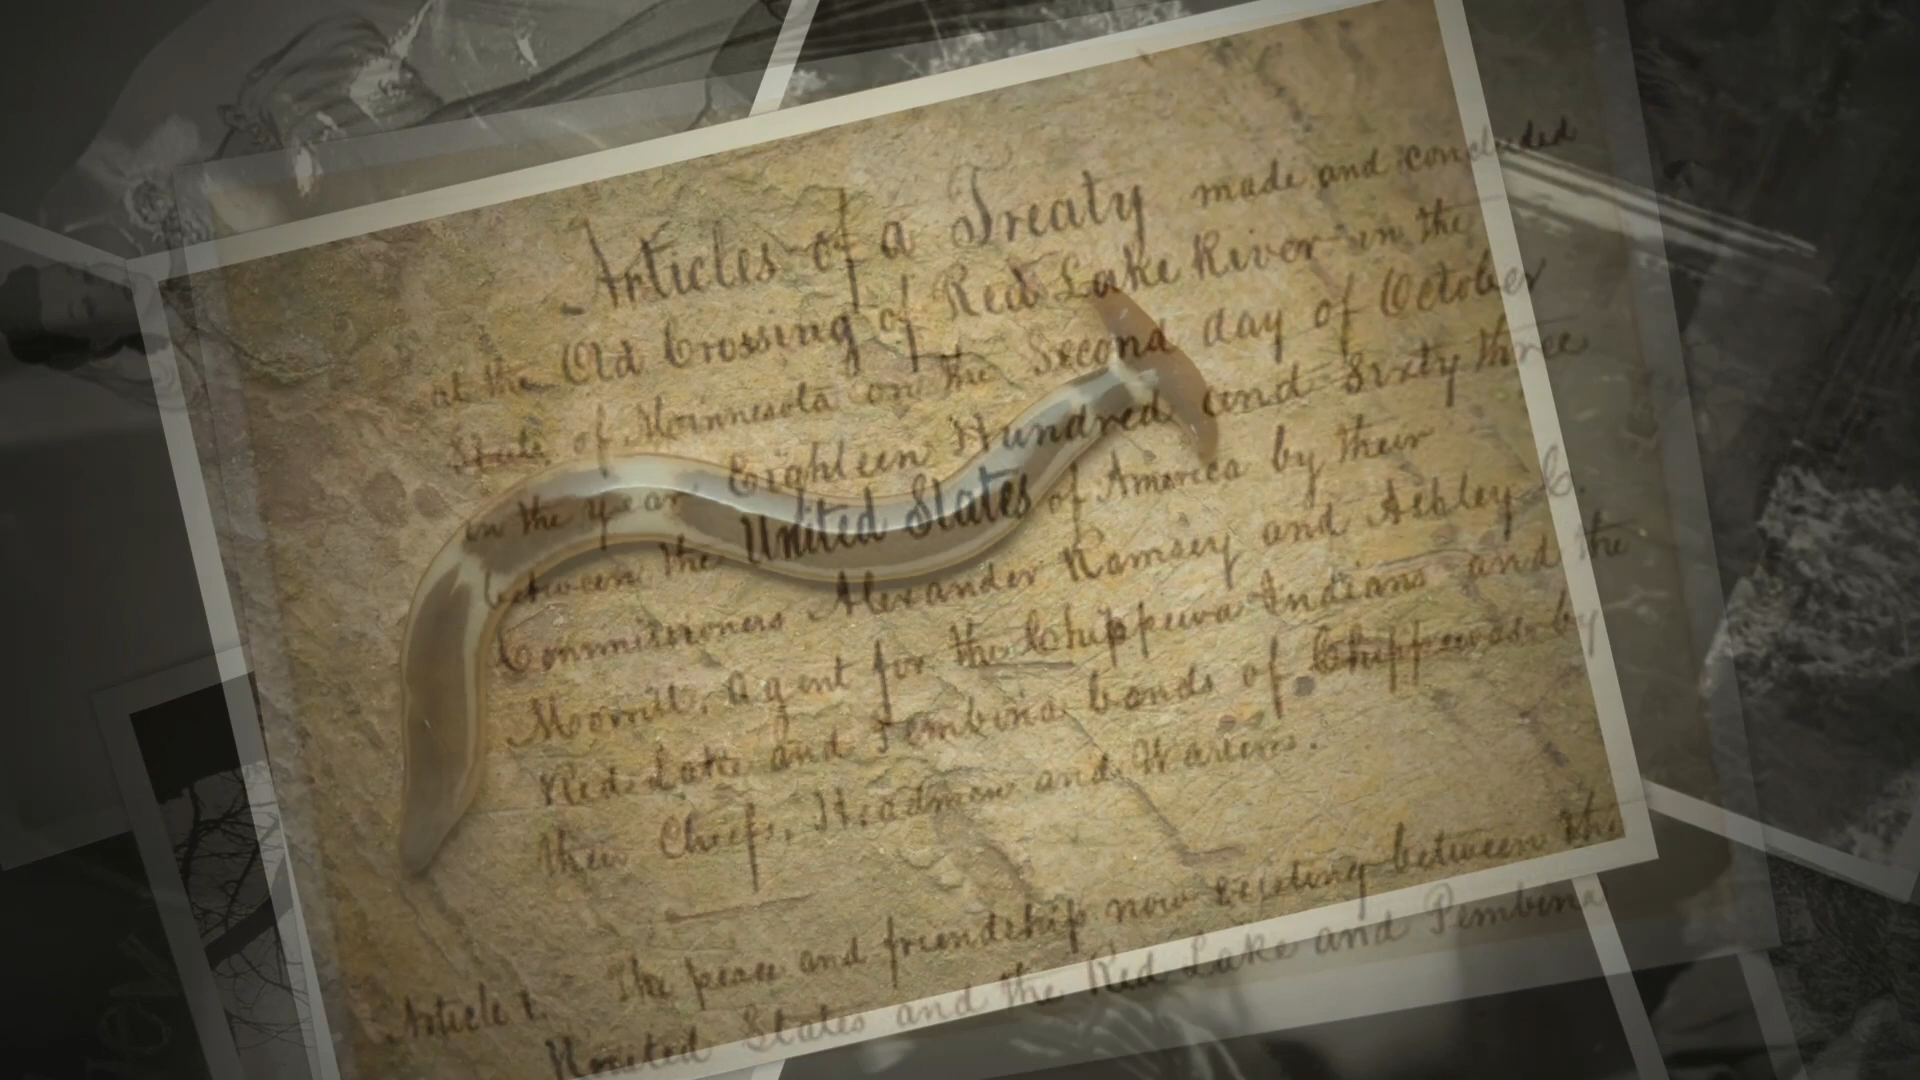 Articles of a Treaty made and concluded
at the Old Crossing of Red Lake River in the
State of Minnesota on the Second day of October
in the year Eighteen Hundred and Sixty three
between the United States of America by their
Commissioners Alexander Ramsey and Ashley C.
Morrill, agent for the Chippewa Indians and the
Red Lake and Pembina bands of Chippewas by
their Chiefs, Headmen and Wariers.
Article 1. The peace and friendship now existing between the
United States and the Red Lake and Pembina